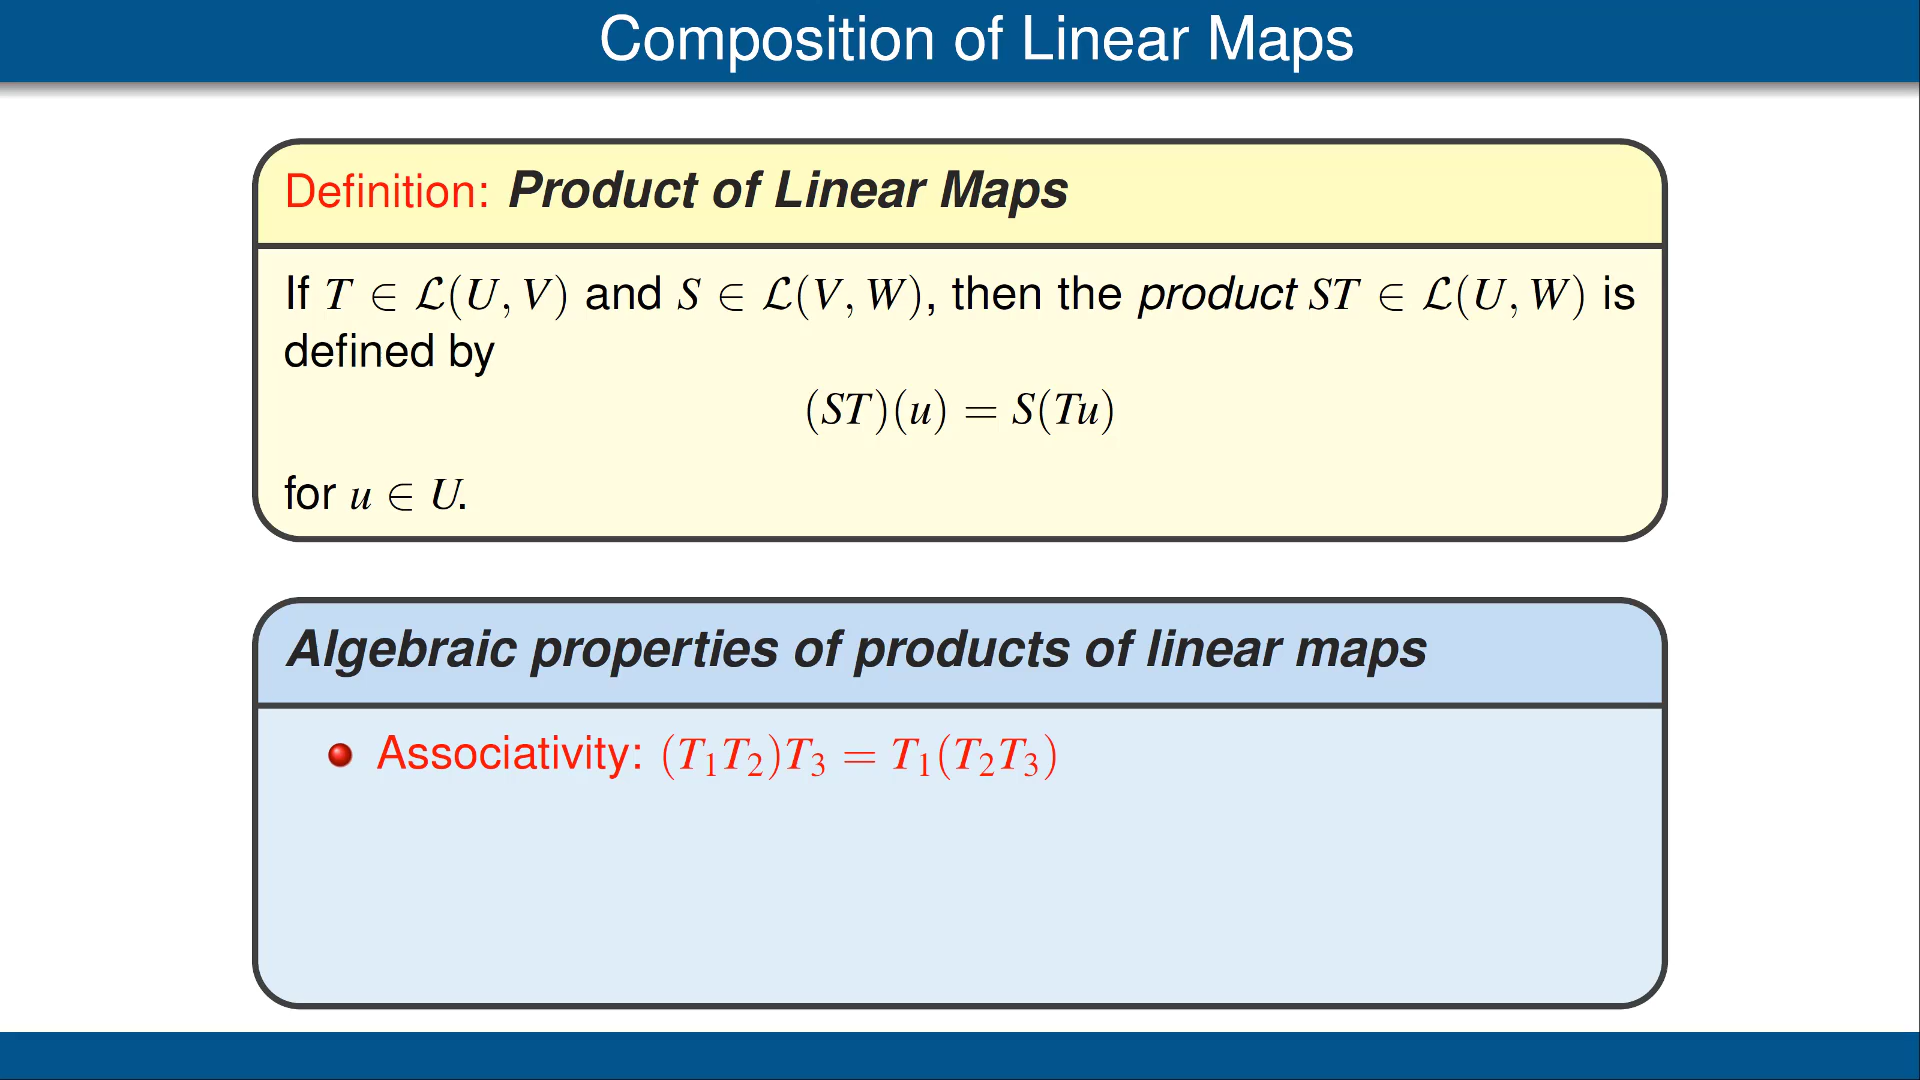 Composition of Linear Maps
Definition: Product of Linear Maps
If T ∈ ℒ(U, V) and S ∈ ℒ(V, W), then the product ST ∈ ℒ(U, W) is
defined by
(ST)(u) = S(Tu)
for u ∈ U.
Algebraic properties of products of linear maps
Associativity: (T₁T₂)T₃ = T₁(T₂T₃)